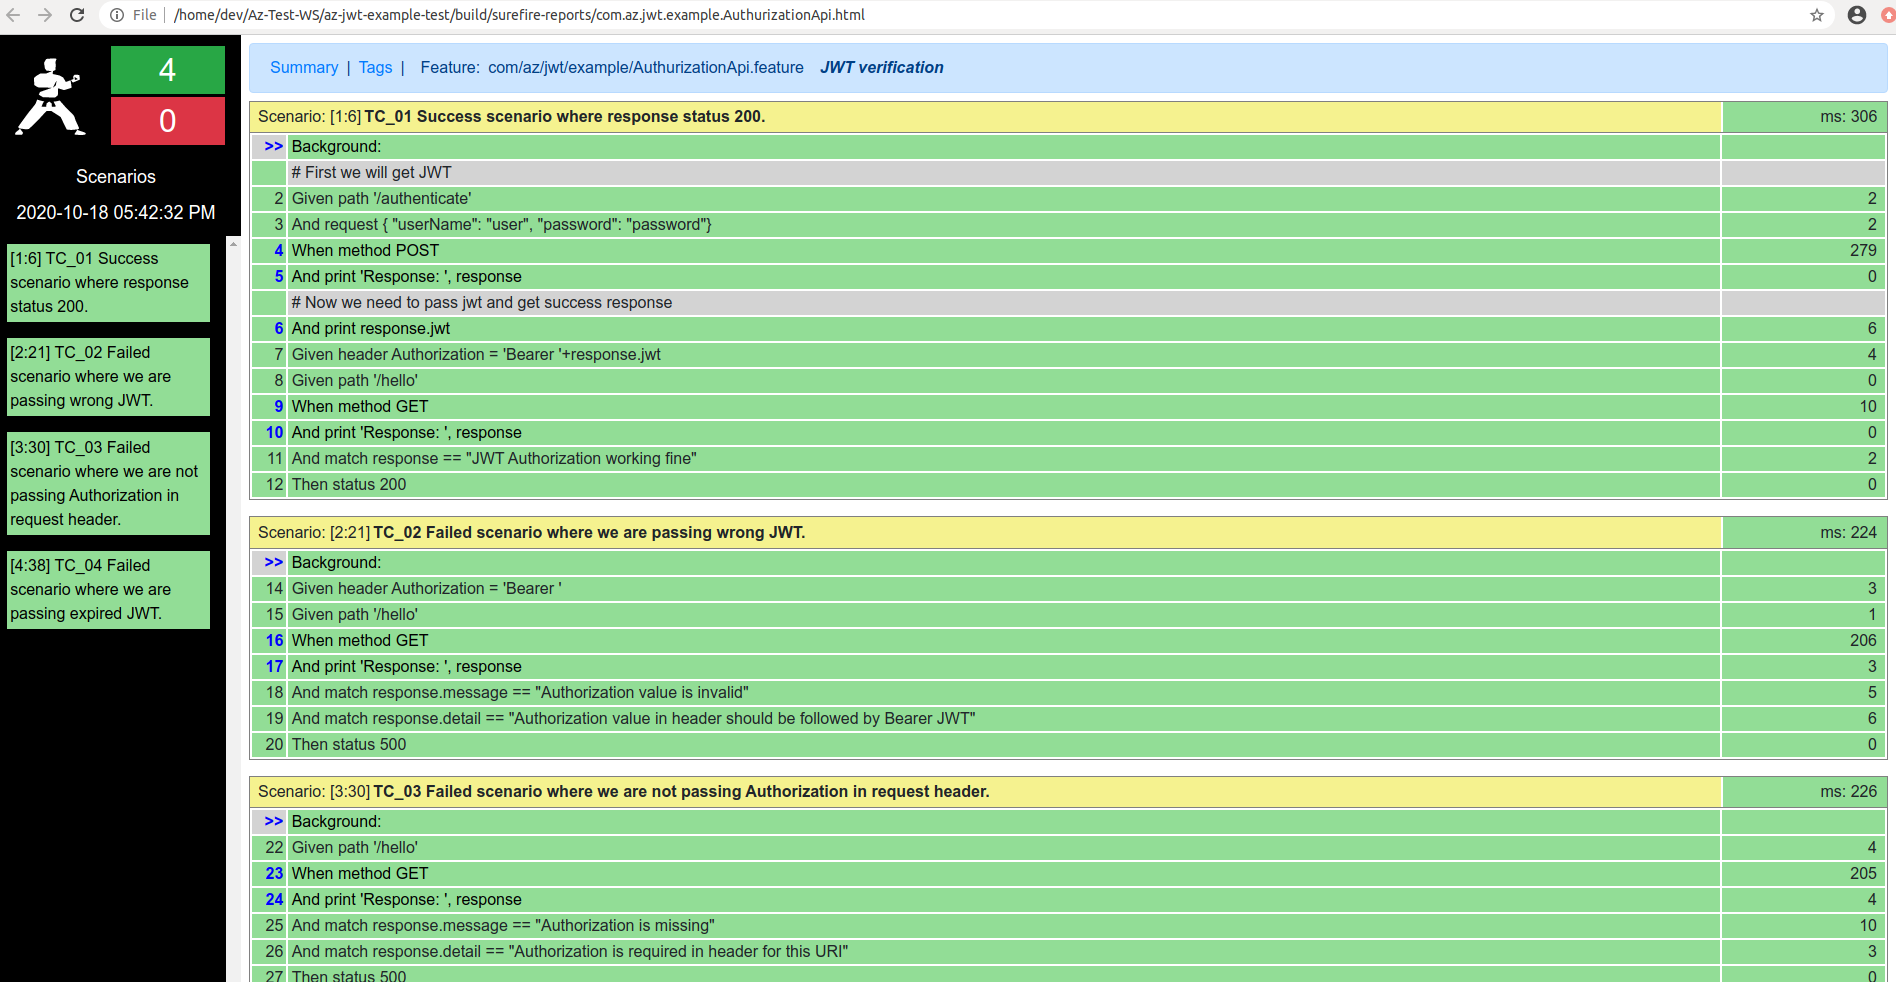 File /home/dev/Az-Test-WS/az-jwt-example-test/build/surefire-reports/com.az.jwt.example.AuthurizationApi.html
4
0
Scenarios
2020-10-18 05:42:32 PM
[1:6] TC_01 Success
scenario where response
status 200.
[2:21] TC_02 Failed
scenario where we are
passing wrong JWT.
[3:30] TC_03 Failed
scenario where we are not
passing Authorization in
request header.
[4:38] TC_04 Failed
scenario where we are
passing expired JWT.
Summary | Tags | Feature: com/az/jwt/example/AuthurizationApi.feature JWT verification
Scenario: [1:6] TC_01 Success scenario where response status 200. ms: 306
>> Background:
# First we will get JWT
2 Given path '/authenticate' 2
3 And request { "userName": "user", "password": "password"} 2
4 When method POST 279
5 And print 'Response: ', response 0
# Now we need to pass jwt and get success response
6 And print response.jwt 6
7 Given header Authorization = 'Bearer '+response.jwt 4
8 Given path '/hello' 0
9 When method GET 10
10 And print 'Response: ', response 0
11 And match response == "JWT Authorization working fine" 2
12 Then status 200 0
Scenario: [2:21] TC_02 Failed scenario where we are passing wrong JWT. ms: 224
>> Background:
14 Given header Authorization = 'Bearer ' 3
15 Given path '/hello' 1
16 When method GET 206
17 And print 'Response: ', response 3
18 And match response.message == "Authorization value is invalid" 5
19 And match response.detail == "Authorization value in header should be followed by Bearer JWT" 6
20 Then status 500 0
Scenario: [3:30] TC_03 Failed scenario where we are not passing Authorization in request header. ms: 226
>> Background:
22 Given path '/hello' 4
23 When method GET 205
24 And print 'Response: ', response 4
25 And match response.message == "Authorization is missing" 10
26 And match response.detail == "Authorization is required in header for this URI" 3
27 Then status 500 0